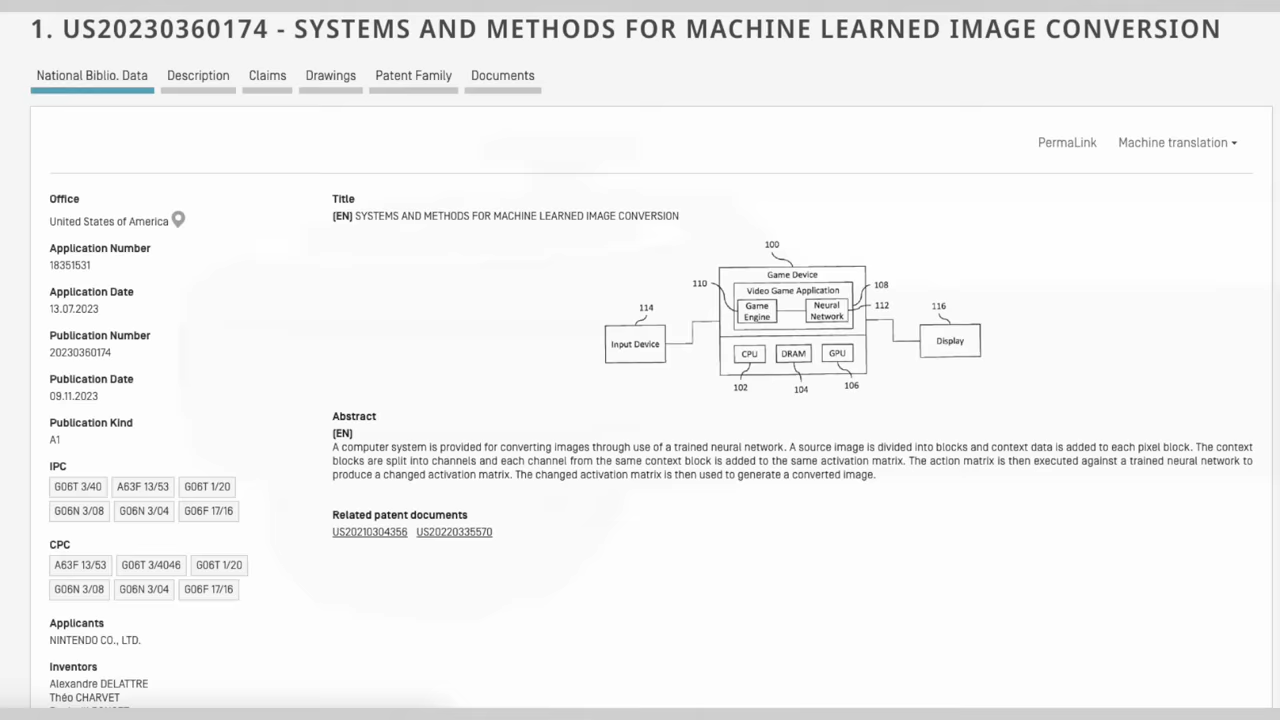 1. US20230360174 - SYSTEMS AND METHODS FOR MACHINE LEARNED IMAGE CONVERSION
National Biblio. Data Description Claims Drawings Patent Family Documents
PermaLink Machine translation
Office
United States of America
Application Number
18351531
Application Date
13.07.2023
Publication Number
20230360174
Publication Date
09.11.2023
Publication Kind
A1
IPC
G06T 3/40 A63F 13/53 G06T 1/20
G06N 3/08 G06N 3/04 G06F 17/16
CPC
A63F 13/53 G06T 3/4046 G06T 1/20
G06N 3/08 G06N 3/04 G06F 17/16
Applicants
NINTENDO CO., LTD.
Inventors
Alexandre DELATTRE
Théo CHARVET
Title
[EN] SYSTEMS AND METHODS FOR MACHINE LEARNED IMAGE CONVERSION
100
Game Device
110
Video Game Application
108
Game Engine
Neural Network
112
114
Input Device
116
Display
CPU DRAM GPU
102 104 106
Abstract
[EN]
A computer system is provided for converting images through use of a trained neural network. A source image is divided into blocks and context data is added to each pixel block. The context
blocks are split into channels and each channel from the same context block is added to the same activation matrix. The action matrix is then executed against a trained neural network to
produce a changed activation matrix. The changed activation matrix is then used to generate a converted image.
Related patent documents
US20210304356 US20220335570